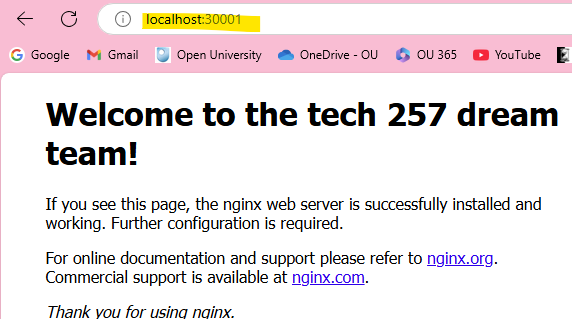 localhost:30001
Google Gmail Open University OneDrive - OU OU 365 YouTube
Welcome to the tech 257 dream
team!
If you see this page, the nginx web server is successfully installed and
working. Further configuration is required.
For online documentation and support please refer to nginx.org.
Commercial support is available at nginx.com.
Thank you for using nginx.